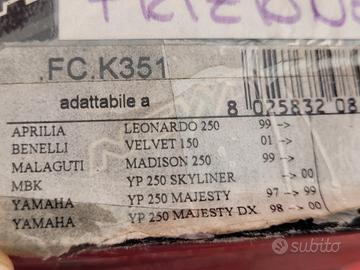 TRIZONE
.FC.K351
adattabile a
8 025832 08
APRILIA LEONARDO 250 99 -->
BENELLI VELVET 150 01 -->
MALAGUTI MADISON 250 99 -->
MBK YP 250 SKYLINER --> 00
YAMAHA YP 250 MAJESTY 97 --> 99
YAMAHA YP 250 MAJESTY DX 98 --> 00
subito